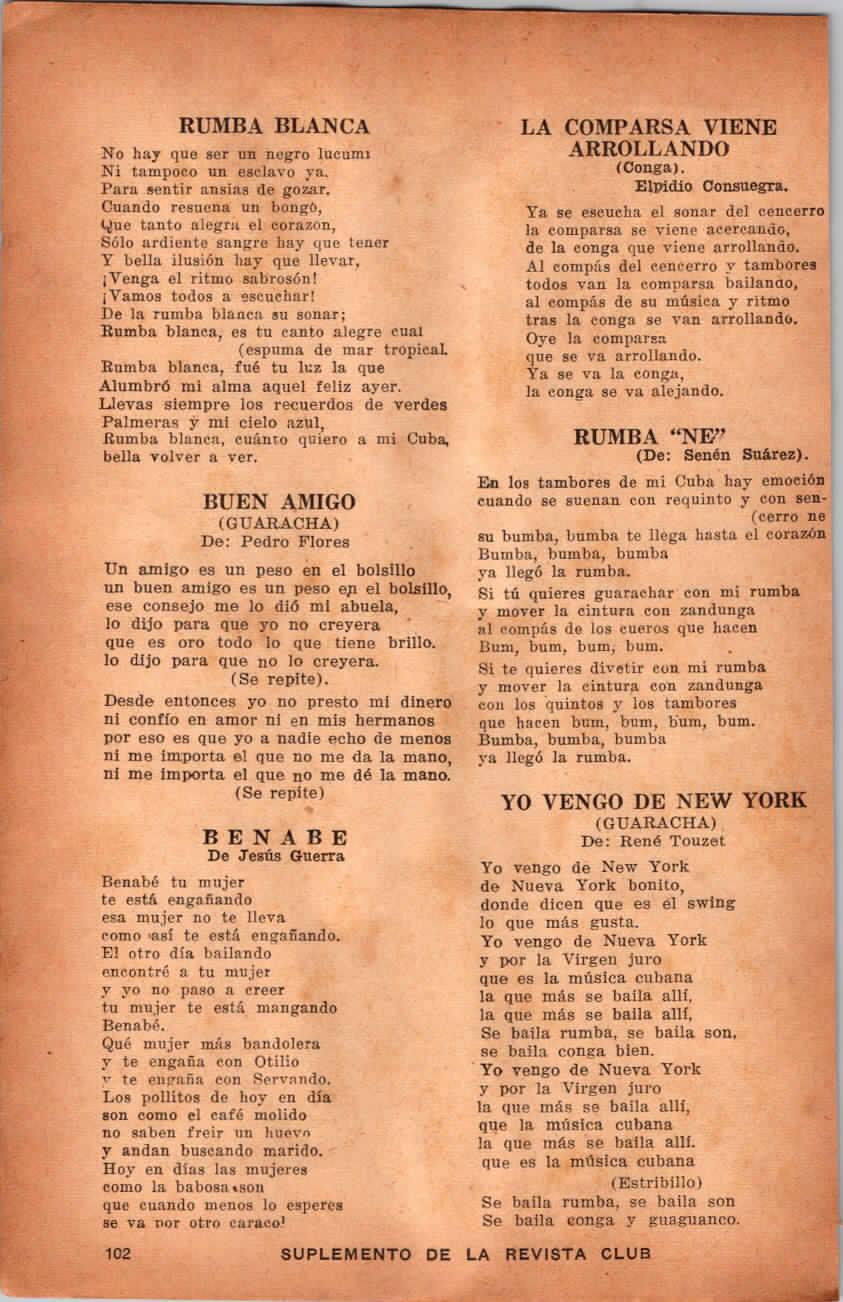 RUMBA BLANCA
No hay que ser un negro lucumi
Ni tampoco un esclavo ya.
Para sentir ansias de gozar.
Cuando resuena un bongó,
Que tanto alegra el corazón,
Sólo ardiente sangre hay que tener
Y bella ilusión hay que llevar,
¡Venga el ritmo sabrosón!
¡Vamos todos a escuchar!
De la rumba blanca su sonar;
Rumba blanca, es tu canto alegre cual
(espuma de mar tropical.
Rumba blanca, fué tu luz la que
Alumbró mi alma aquel feliz ayer.
Llevas siempre los recuerdos de verdes
Palmeras y mi cielo azul,
Rumba blanca, cuánto quiero a mi Cuba,
bella volver a ver.
BUEN AMIGO
(GUARACHA)
De: Pedro Flores
Un amigo es un peso en el bolsillo
un buen amigo es un peso en el bolsillo,
ese consejo me lo dió mi abuela,
lo dijo para que yo no creyera
que es oro todo lo que tiene brillo.
lo dijo para que no lo creyera.
(Se repite).
Desde entonces yo no presto mi dinero
ni confío en amor ni en mis hermanos
por eso es que yo a nadie echo de menos
ni me importa el que no me da la mano,
ni me importa el que no me dé la mano.
(Se repite)
BENABE
De Jesús Guerra
Benabé tu mujer
te está engañando
esa mujer no te lleva
como así te está engañando.
El otro día bailando
encontré a tu mujer
y yo no paso a creer
tu mujer te está mangando
Benabé.
Qué mujer más bandolera
y te engaña con Otilio
y te engaña con Servando.
Los pollitos de hoy en día
son como el café molido
no saben freir un huevo
y andan buscando marido.
Hoy en días las mujeres
como la babosa son
que cuando menos lo esperes
se va por otro caracol
LA COMPARSA VIENE
ARROLLANDO
(Conga).
Elpidio Consuegra.
Ya se escucha el sonar del cencerro
la comparsa se viene acercando,
de la conga que viene arrollando.
Al compás del cencerro y tambores
todos van la comparsa bailando,
al compás de su música y ritmo
tras la conga se van arrollando.
Oye la comparsa
que se va arrollando.
Ya se va la conga,
la conga se va alejando.
RUMBA “NE”
(De: Senén Suárez).
En los tambores de mi Cuba hay emoción
cuando se suenan con requinto y con sen-
(cerro ne
su bumba, bumba te llega hasta el corazón
Bumba, bumba, bumba
ya llegó la rumba.
Si tú quieres guarachar con mi rumba
y mover la cintura con zandunga
al compás de los cueros que hacen
Bum, bum, bum, bum.
Si te quieres divetir con mi rumba
y mover la cintura con zandunga
con los quintos y los tambores
que hacen bum, bum, bum, bum.
Bumba, bumba, bumba
ya llegó la rumba.
YO VENGO DE NEW YORK
(GUARACHA)
De: René Touzet
Yo vengo de New York
de Nueva York bonito,
donde dicen que es el swing
lo que más gusta.
Yo vengo de Nueva York
y por la Virgen juro
que es la música cubana
la que más se baila allí,
la que más se baila allí,
Se baila rumba, se baila son,
se baila conga bien.
Yo vengo de Nueva York
y por la Virgen juro
la que más se baila allí,
que la música cubana
la que más se baila allí.
que es la música cubana
(Estribillo)
Se baila rumba, se baila son
Se baila conga y guaguanco.
102 SUPLEMENTO DE LA REVISTA CLUB